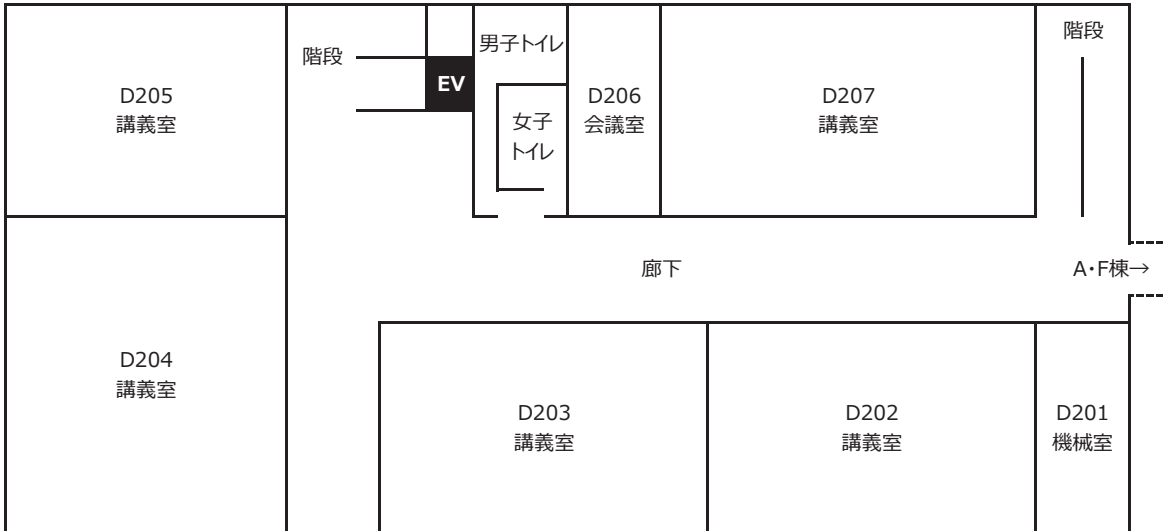 階段
男子トイレ
階段
EV
D205
講義室
D206
会議室
D207
講義室
女子
トイレ
廊下
A・F棟→
D204
講義室
D203
講義室
D202
講義室
D201
機械室